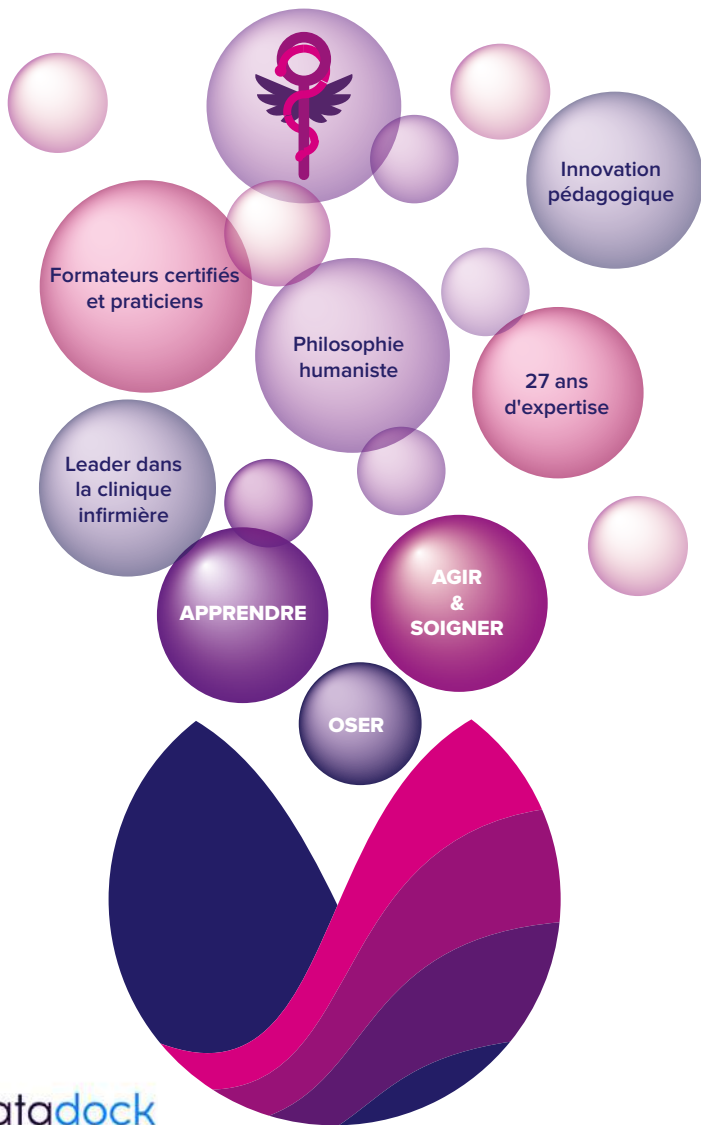 Innovation
pédagogique
Formateurs certifiés
et praticiens
Philosophie
humaniste
27 ans
d'expertise
Leader dans
la clinique
infirmière
APPRENDRE
AGIR
&
SOIGNER
OSER
atadock